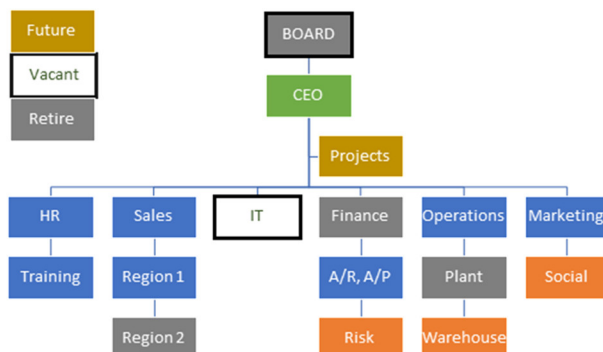 Future
Vacant
Retire
BOARD
CEO
Projects
HR
Sales
IT
Finance
Operations
Marketing
Training
Region 1
A/R, A/P
Plant
Social
Region 2
Risk
Warehouse